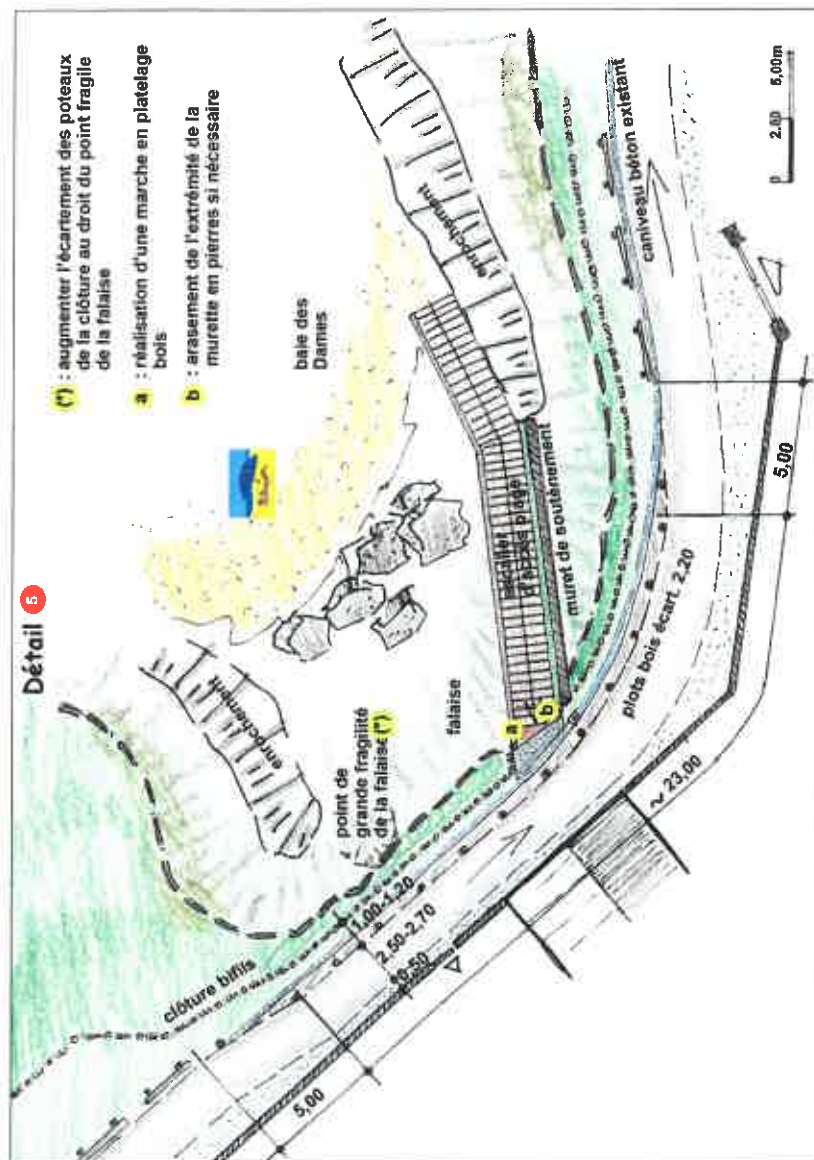 Détail 5
(*) : augmenter l'écartement des poteaux
de la clôture au droit du point fragile
de la falaise
a : réalisation d'une marche en platelage
bois
b : arasement de l'extrémité de la
murette en pierres si nécessaire
baie des
Dames
enrochement
enrochement
point de
grande fragilité
de la falaise (*)
falaise
a
b
escalier
d'accès plage
muret de soutènement
clôture bifils
1,00-1,20
2,50-2,70
5,00
plots bois écart. 2,20
~ 23,00
5,00
caniveau béton existant
0 2,50 5,00m